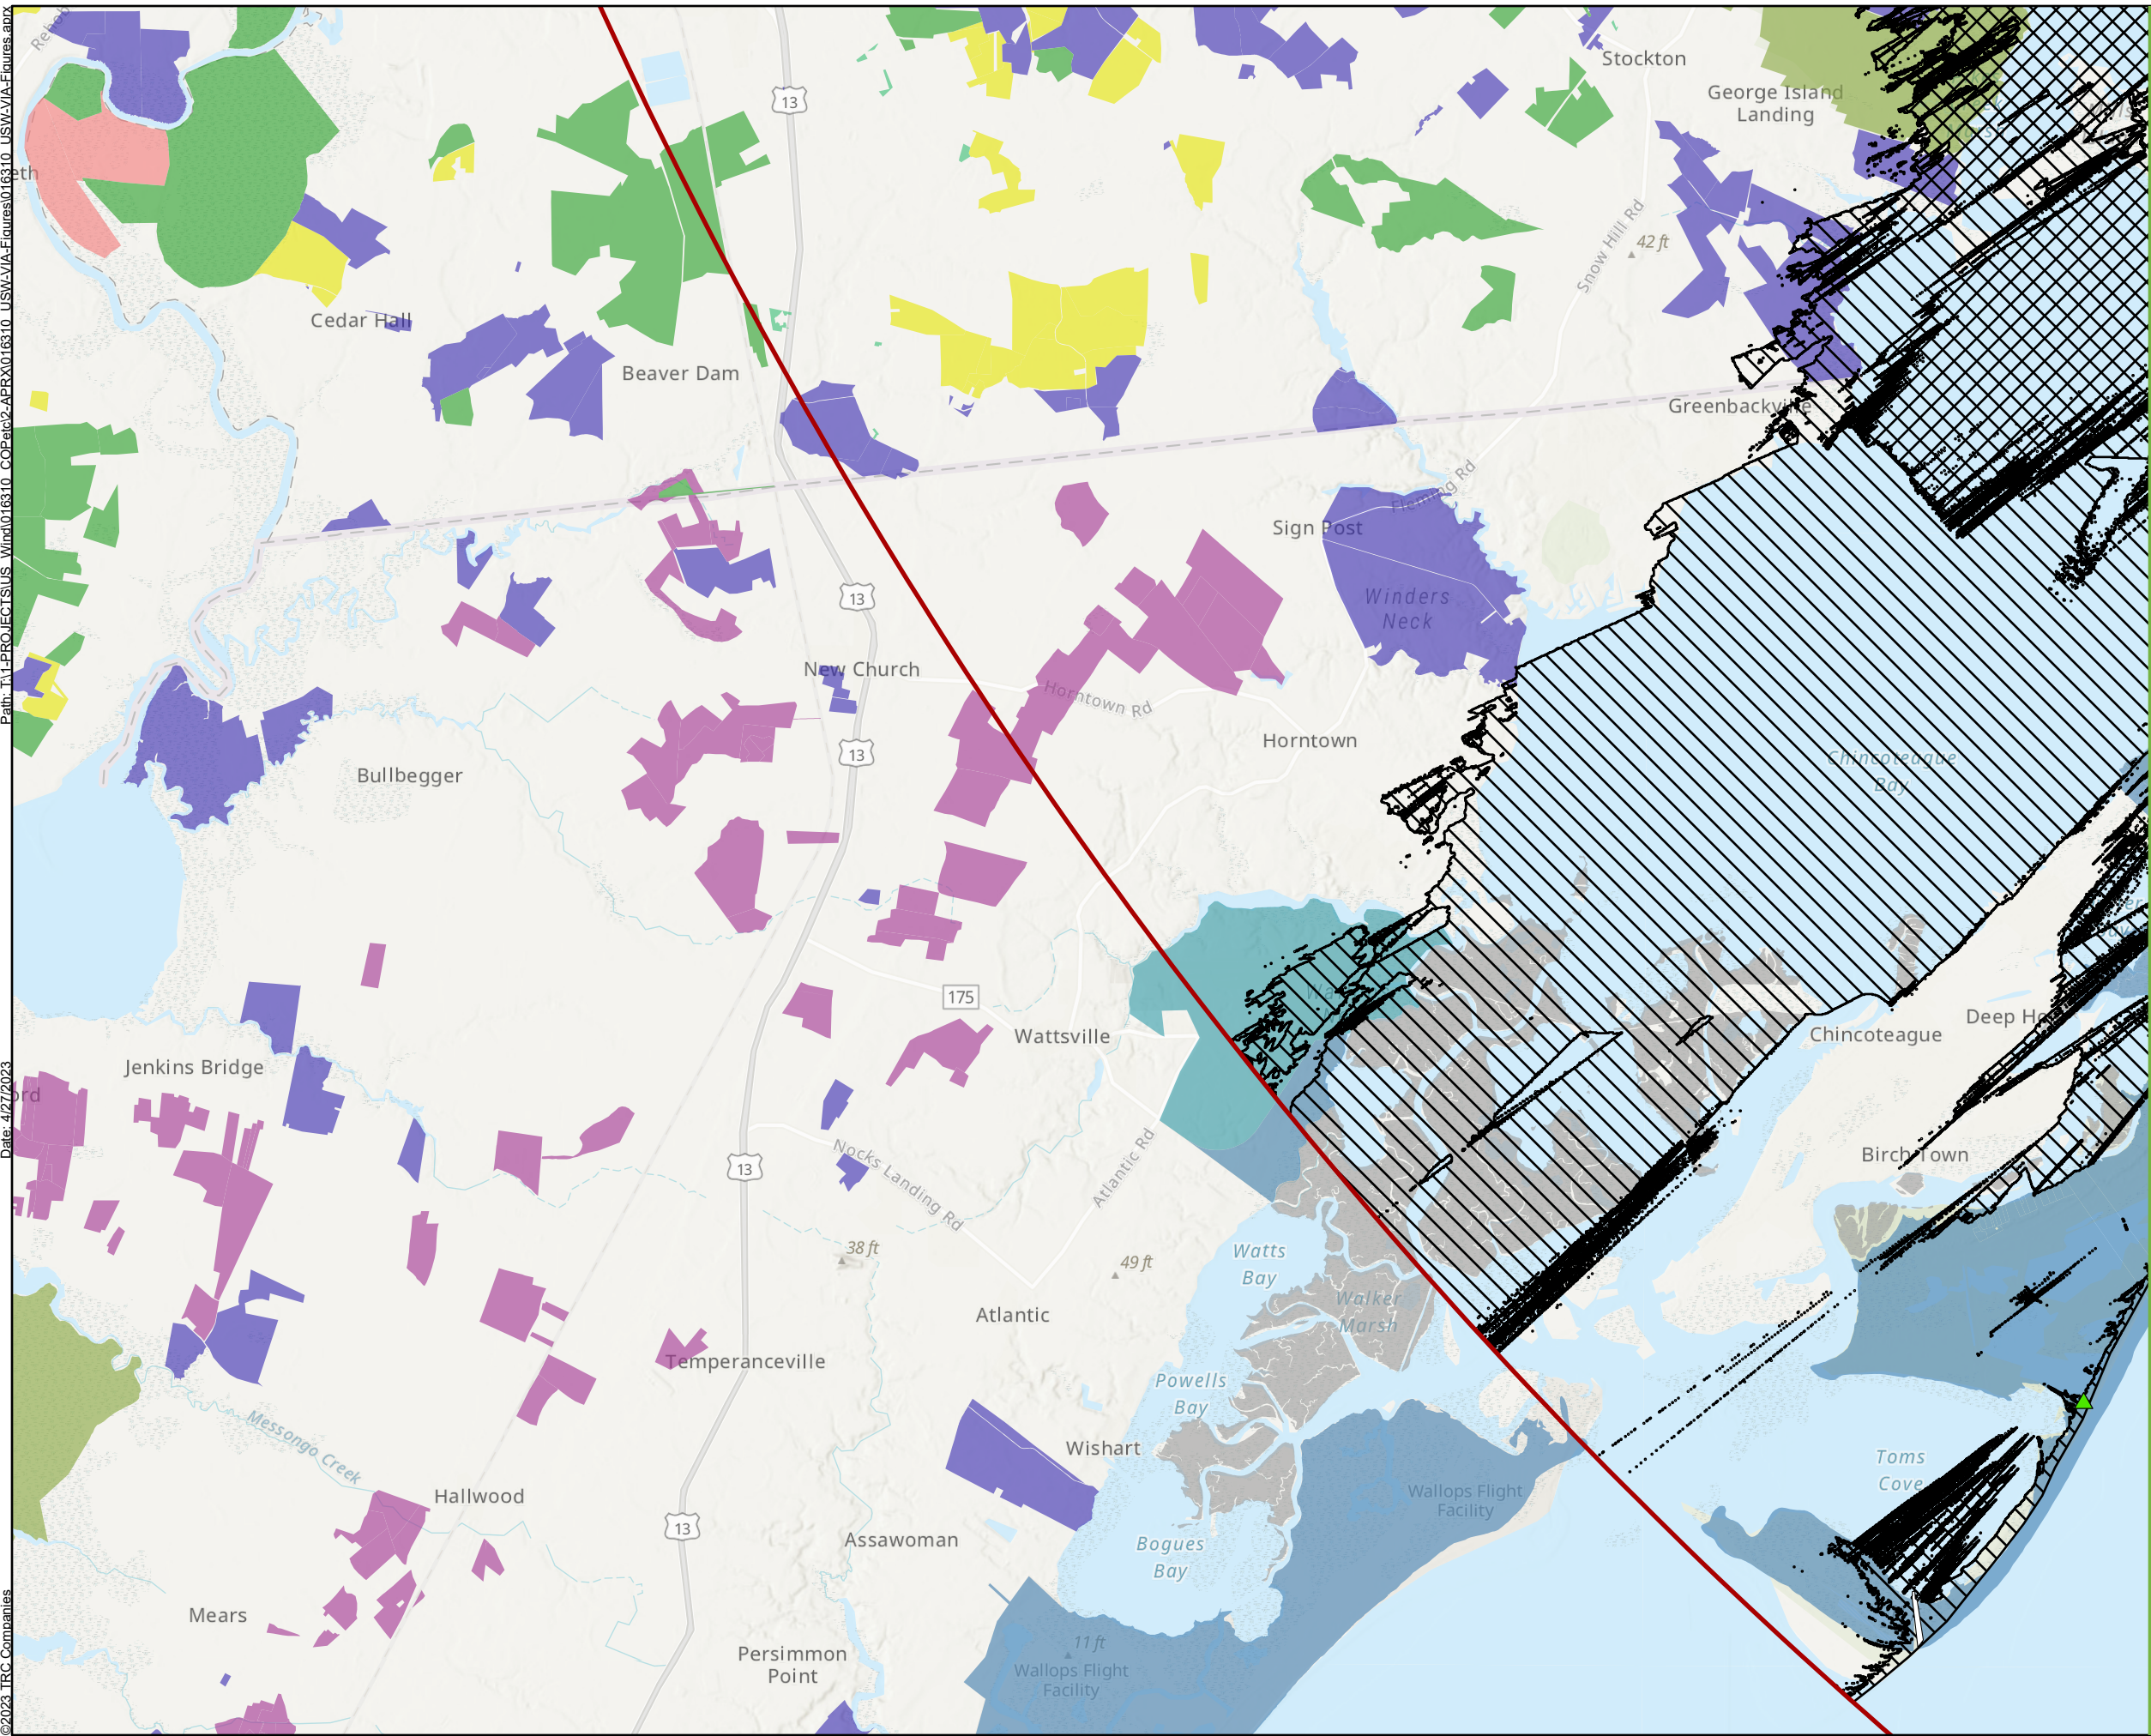 Path: T:\1-PROJECTS\US_Wind\016310_COPetc\2-APRX\016310_USW-VIA-Figures\016310_USW-VIA-Figures.aprx
Date: 4/27/2023
©2023 TRC Companies
13
Stockton
George Island
Landing
Snow Hill Rd
42 ft
Cedar Hall
Beaver Dam
Greenbackville
Sign Post
Fleming Rd
Winders
Neck
13
New Church
Horntown Rd
Horntown
13
Bullbegger
Chincoteague
Bay
175
Wattsville
Chincoteague
Jenkins Bridge
Birch Town
13
Nocks Landing Rd
Atlantic Rd
38 ft
49 ft
Watts
Bay
Walker
Marsh
Atlantic
Temperanceville
Powells
Bay
Messongo Creek
Wishart
Toms
Cove
Hallwood
Wallops Flight
Facility
13
Assawoman
Bogues
Bay
Mears
11 ft
Wallops Flight
Facility
Persimmon
Point